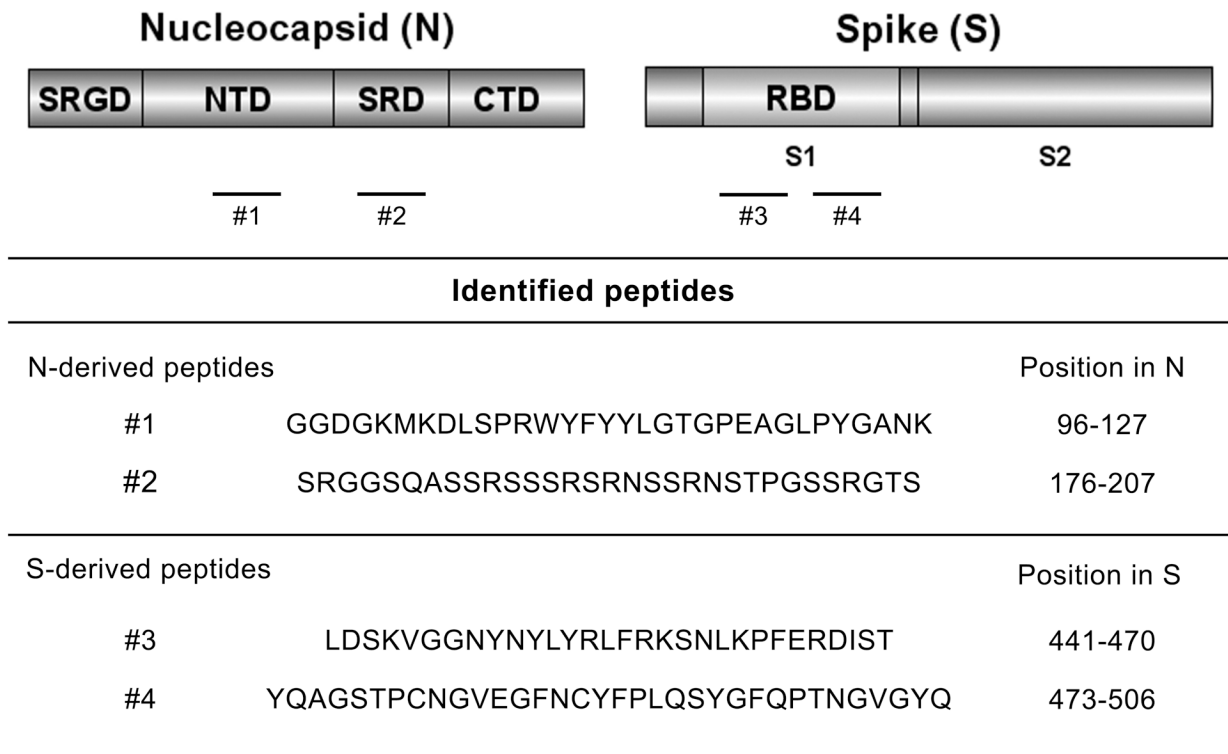 Nucleocapsid (N) Spike (S)
SRGD NTD SRD CTD RBD
S1 S2
#1 #2 #3 #4
Identified peptides
N-derived peptides Position in N
#1 GGDGKMKDLSPRWYFYYLGTGPEAGLPYGANK 96-127
#2 SRGGSQASSRSSSRSRNSSRNSTPGSSRGTS 176-207
S-derived peptides Position in S
#3 LDSKVGGNYNYLYRLFRKSNLKPFERDIST 441-470
#4 YQAGSTPCNGVEGFNCYFPLQSYGFQPTNGVGYQ 473-506